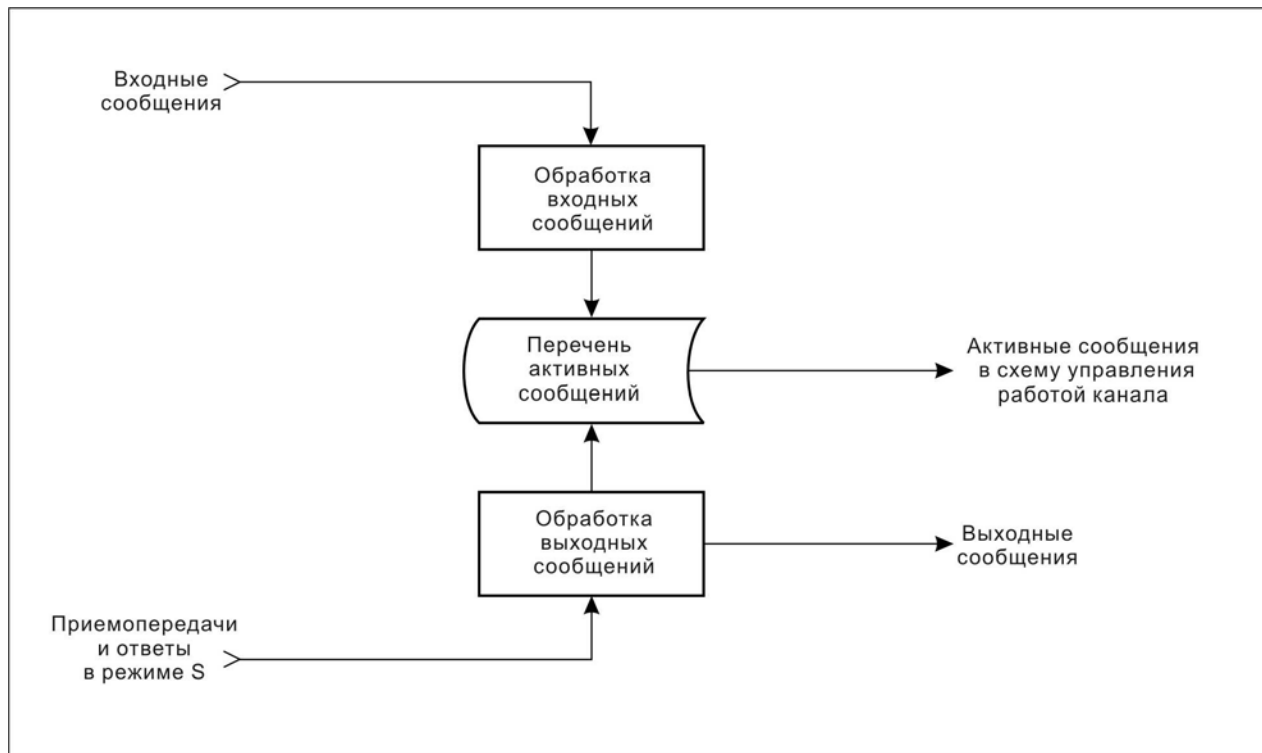 Входные
сообщения
Обработка
входных
сообщений
Перечень
активных
сообщений
Активные сообщения
в схему управления
работой канала
Обработка
выходных
сообщений
Выходные
сообщения
Приемопередачи
и ответы
в режиме S